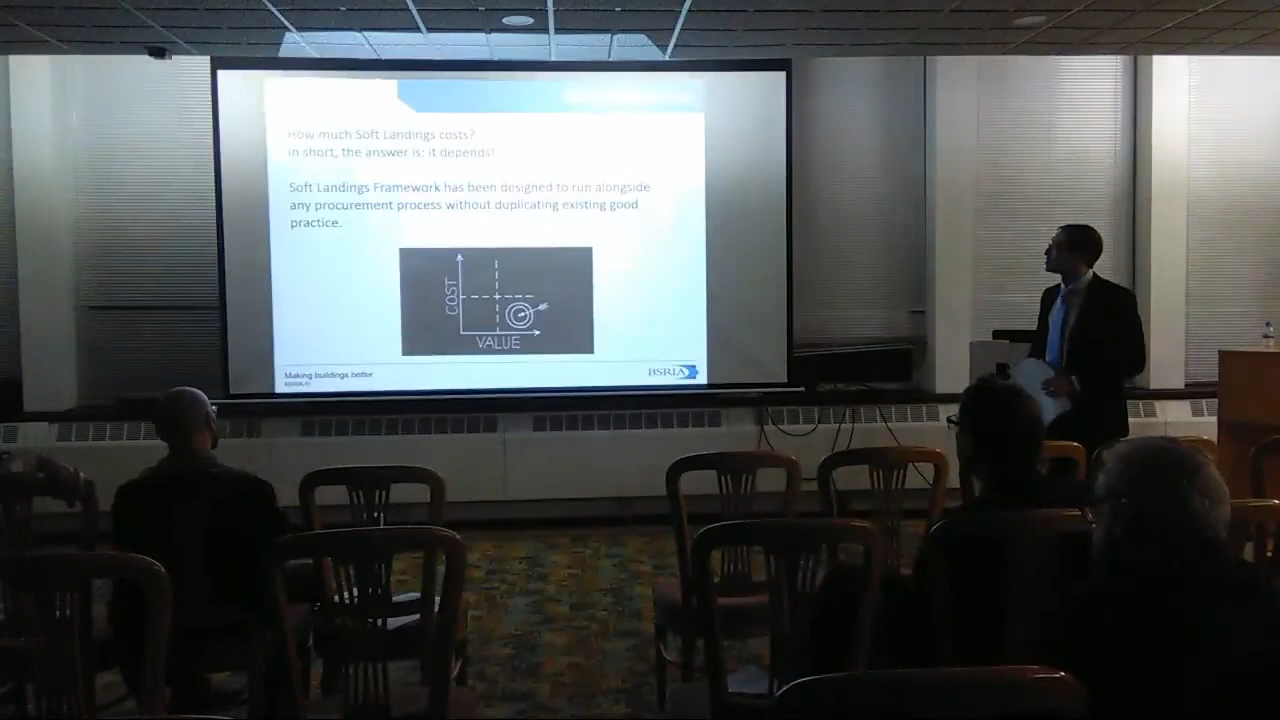 How much Soft Landings costs?
In short, the answer is; it depends!
Soft Landings Framework has been designed to run alongside
any procurement process without duplicating existing good
practice.
COST
VALUE
Making buildings better
BSRIA